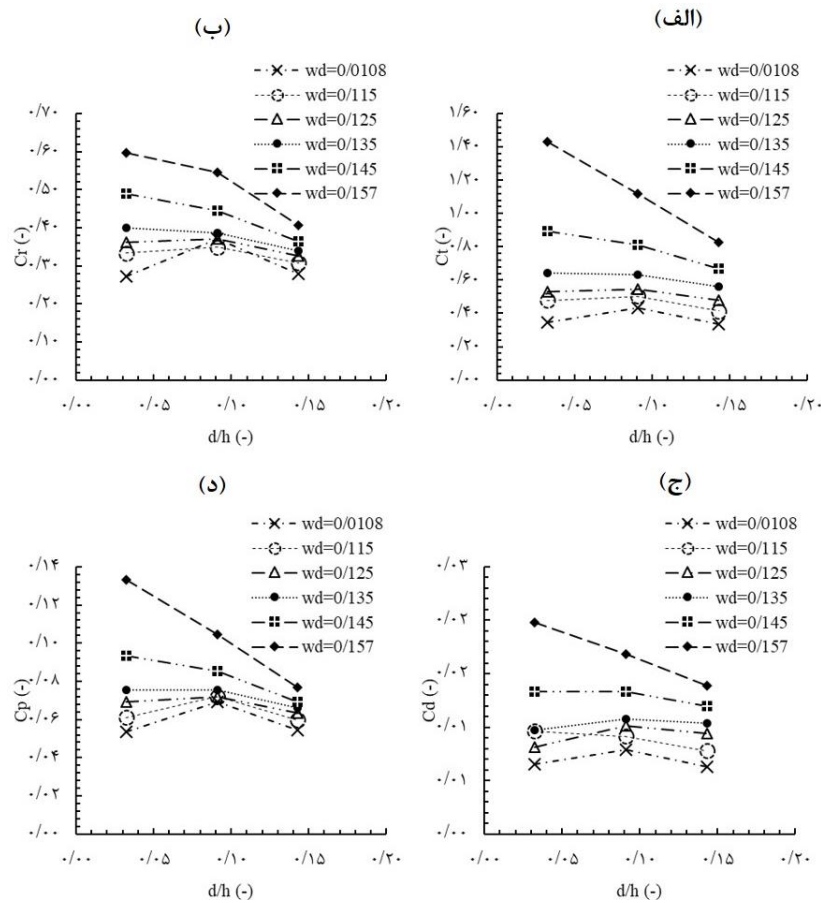 (الف)
wd=0/0108
wd=0/115
wd=0/125
wd=0/135
wd=0/145
wd=0/157
۱/۶۰
۱/۴۰
۱/۲۰
۱/۰۰
۰/۸۰
۰/۶۰
۰/۴۰
۰/۲۰
۰/۰۰
Ct (-)
۰/۰۰ ۰/۰۵ ۰/۱۰ ۰/۱۵ ۰/۲۰
d/h (-)
(ب)
wd=0/0108
wd=0/115
wd=0/125
wd=0/135
wd=0/145
wd=0/157
۰/۷۰
۰/۶۰
۰/۵۰
۰/۴۰
۰/۳۰
۰/۲۰
۰/۱۰
۰/۰۰
Cr (-)
۰/۰۰ ۰/۰۵ ۰/۱۰ ۰/۱۵ ۰/۲۰
d/h (-)
(ج)
wd=0/0108
wd=0/115
wd=0/125
wd=0/135
wd=0/145
wd=0/157
۰/۰۳
۰/۰۲
۰/۰۲
۰/۰۱
۰/۰۱
۰/۰۰
Cd (-)
۰/۰۰ ۰/۰۵ ۰/۱۰ ۰/۱۵ ۰/۲۰
d/h (-)
(د)
wd=0/0108
wd=0/115
wd=0/125
wd=0/135
wd=0/145
wd=0/157
۰/۱۴
۰/۱۲
۰/۱۰
۰/۰۸
۰/۰۶
۰/۰۴
۰/۰۲
۰/۰۰
Cp (-)
۰/۰۰ ۰/۰۵ ۰/۱۰ ۰/۱۵ ۰/۲۰
d/h (-)